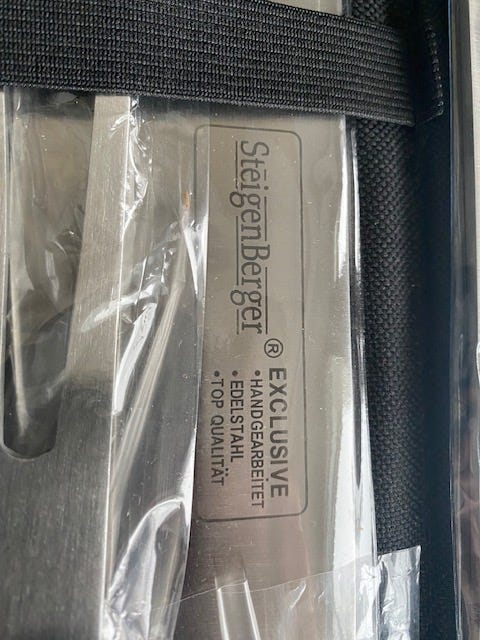 SteigenBerger®
EXCLUSIVE
•HANDGEARBEITET
•EDELSTAHL
•TOP QUALITÄT